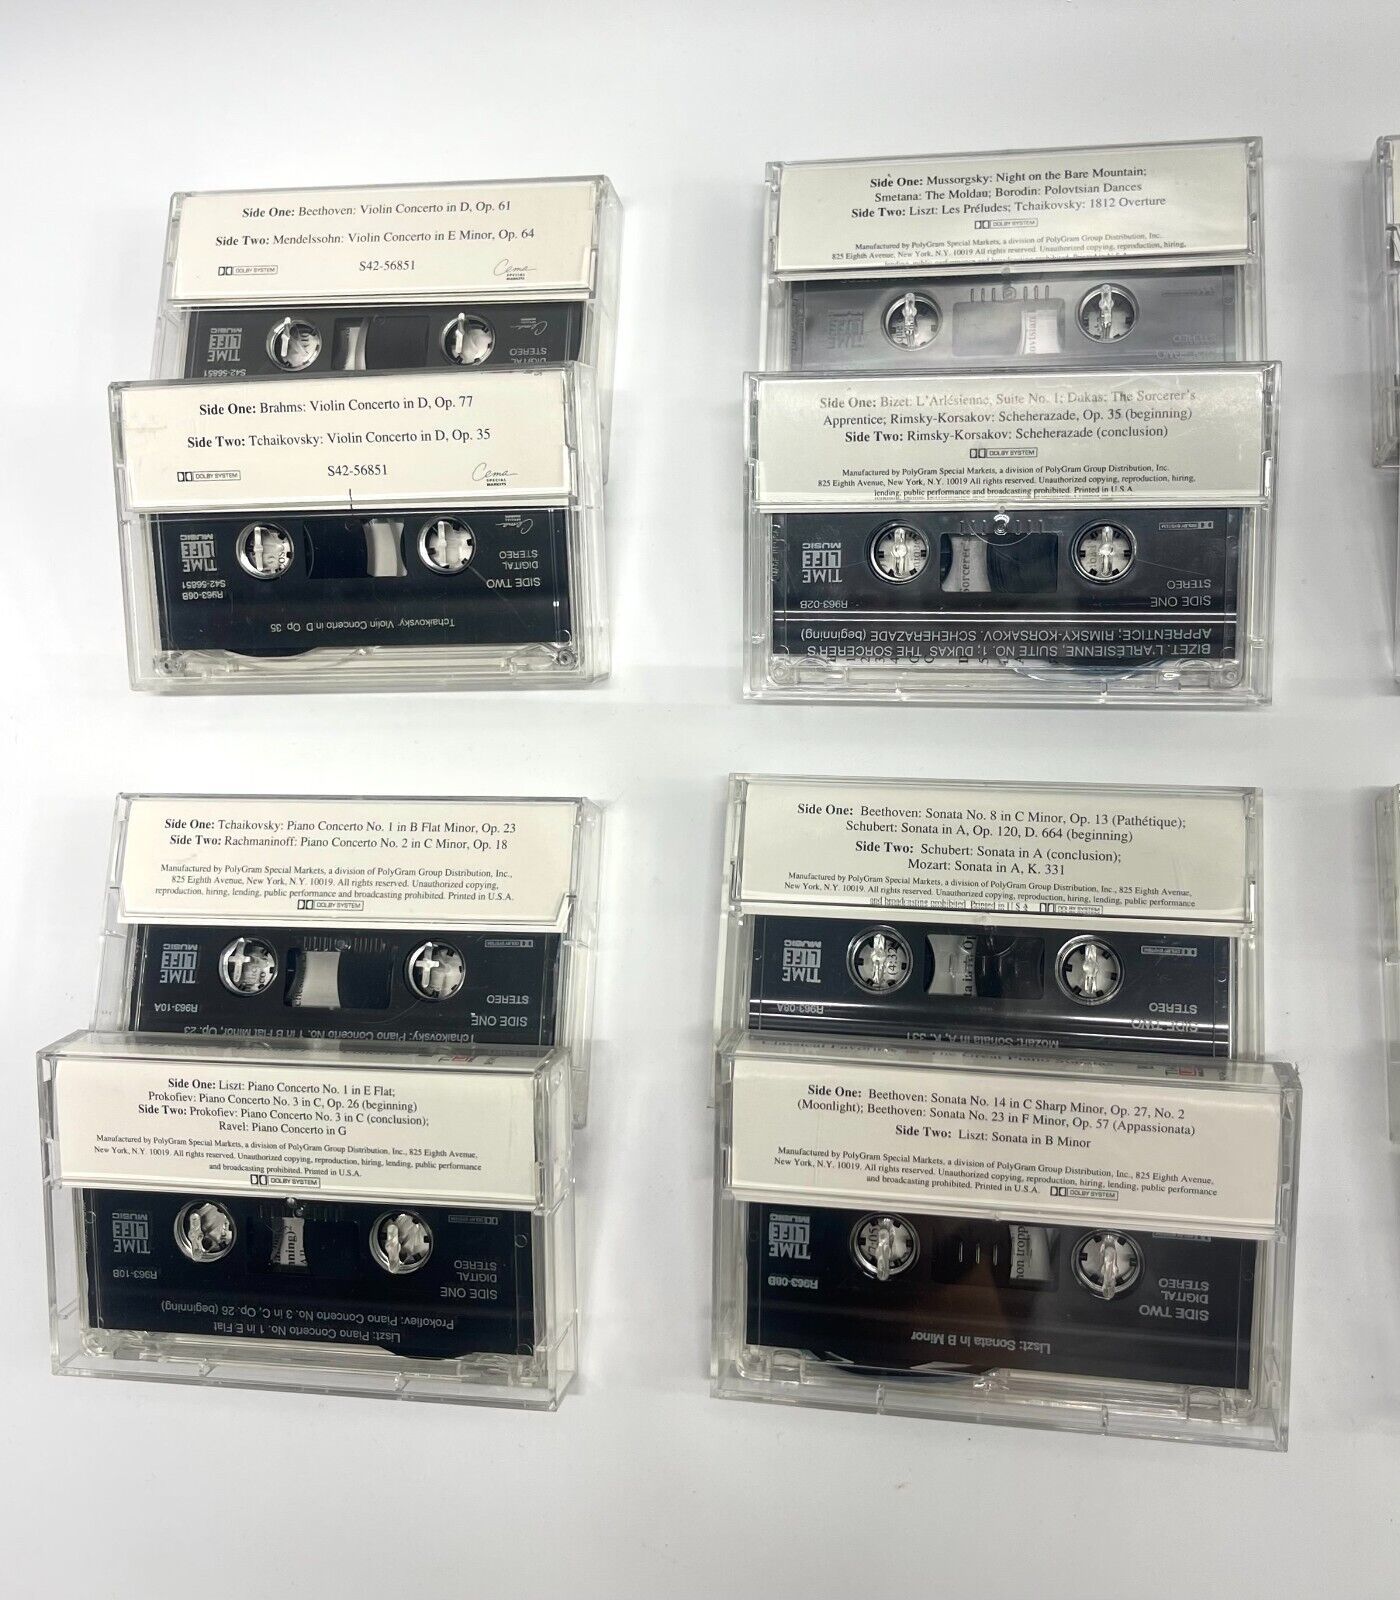 Side One: Beethoven: Violin Concerto in D, Op. 61
Side Two: Mendelssohn: Violin Concerto in E Minor, Op. 64
DOLBY SYSTEM
S42-56851
Cema
SPECIAL
MARKETS
TIME
LIFE
MUSIC
S42-56851
DIGITAL
STEREO
Side One: Brahms: Violin Concerto in D, Op. 77
Side Two: Tchaikovsky: Violin Concerto in D, Op. 35
DOLBY SYSTEM
S42-56851
Cema
SPECIAL
MARKETS
TIME
LIFE
MUSIC
S42-56851
R963-06B
Cema
STEREO
DIGITAL
SIDE TWO
Tchaikovsky: Violin Concerto in D Op 35
Side One: Mussorgsky: Night on the Bare Mountain;
Smetana: The Moldau; Borodin: Polovtsian Dances
Side Two: Liszt: Les Préludes; Tchaikovsky: 1812 Overture
DOLBY SYSTEM
Manufactured by PolyGram Special Markets, a division of PolyGram Group Distribution, Inc.
825 Eighth Avenue, New York, N.Y. 10019 All rights reserved. Unauthorized copying, reproduction, hiring,
Side One: Bizet: L'Arlésienne, Suite No. 1; Dukas: The Sorcerer's
Apprentice; Rimsky-Korsakov: Scheherazade, Op. 35 (beginning)
Side Two: Rimsky-Korsakov: Scheherazade (conclusion)
DOLBY SYSTEM
Manufactured by PolyGram Special Markets, a division of PolyGram Group Distribution, Inc.
825 Eighth Avenue, New York, N.Y. 10019 All rights reserved. Unauthorized copying, reproduction, hiring,
lending, public performance and broadcasting prohibited. Printed in U.S.A.
TIME
LIFE
MUSIC
R963-02B
STEREO
SIDE ONE
BIZET: L'ARLÉSIENNE, SUITE NO. 1; DUKAS: THE SORCERER'S
APPRENTICE; RIMSKY-KORSAKOV: SCHEHERAZADE (beginning)
Side One: Tchaikovsky: Piano Concerto No. 1 in B Flat Minor, Op. 23
Side Two: Rachmaninoff: Piano Concerto No. 2 in C Minor, Op. 18
Manufactured by PolyGram Special Markets, a division of PolyGram Group Distribution, Inc.,
825 Eighth Avenue, New York, N.Y. 10019. All rights reserved. Unauthorized copying,
reproduction, hiring, lending, public performance and broadcasting prohibited. Printed in U.S.A.
DOLBY SYSTEM
TIME
LIFE
MUSIC
R963-10A
STEREO
SIDE ONE
Tchaikovsky: Piano Concerto No. 1 in B Flat Minor, Op. 23
Side One: Liszt: Piano Concerto No. 1 in E Flat;
Prokofiev: Piano Concerto No. 3 in C, Op. 26 (beginning)
Side Two: Prokofiev: Piano Concerto No. 3 in C (conclusion);
Ravel: Piano Concerto in G
Manufactured by PolyGram Special Markets, a division of PolyGram Group Distribution, Inc., 825 Eighth Avenue,
New York, N.Y. 10019. All rights reserved. Unauthorized copying, reproduction, hiring, lending, public performance
and broadcasting prohibited. Printed in U.S.A.
DOLBY SYSTEM
TIME
LIFE
MUSIC
R963-10B
STEREO
DIGITAL
SIDE ONE
Liszt: Piano Concerto No. 1 in E Flat
Prokofiev: Piano Concerto No. 3 in C, Op. 26 (beginning)
Side One: Beethoven: Sonata No. 8 in C Minor, Op. 13 (Pathétique);
Schubert: Sonata in A, Op. 120, D. 664 (beginning)
Side Two: Schubert: Sonata in A (conclusion);
Mozart: Sonata in A, K. 331
Manufactured by PolyGram Special Markets, a division of PolyGram Group Distribution, Inc., 825 Eighth Avenue,
New York, N.Y. 10019. All rights reserved. Unauthorized copying, reproduction, hiring, lending, public performance
and broadcasting prohibited. Printed in U.S.A.
DOLBY SYSTEM
TIME
LIFE
MUSIC
R963-08A
STEREO
SIDE TWO
Mozart: Sonata in A, K. 331
Side One: Beethoven: Sonata No. 14 in C Sharp Minor, Op. 27, No. 2
(Moonlight); Beethoven: Sonata No. 23 in F Minor, Op. 57 (Appassionata)
Side Two: Liszt: Sonata in B Minor
Manufactured by PolyGram Special Markets, a division of PolyGram Group Distribution, Inc., 825 Eighth Avenue,
New York, N.Y. 10019. All rights reserved. Unauthorized copying, reproduction, hiring, lending, public performance
and broadcasting prohibited. Printed in U.S.A.
DOLBY SYSTEM
TIME
LIFE
MUSIC
R963-08B
STEREO
DIGITAL
SIDE TWO
Liszt: Sonata in B Minor